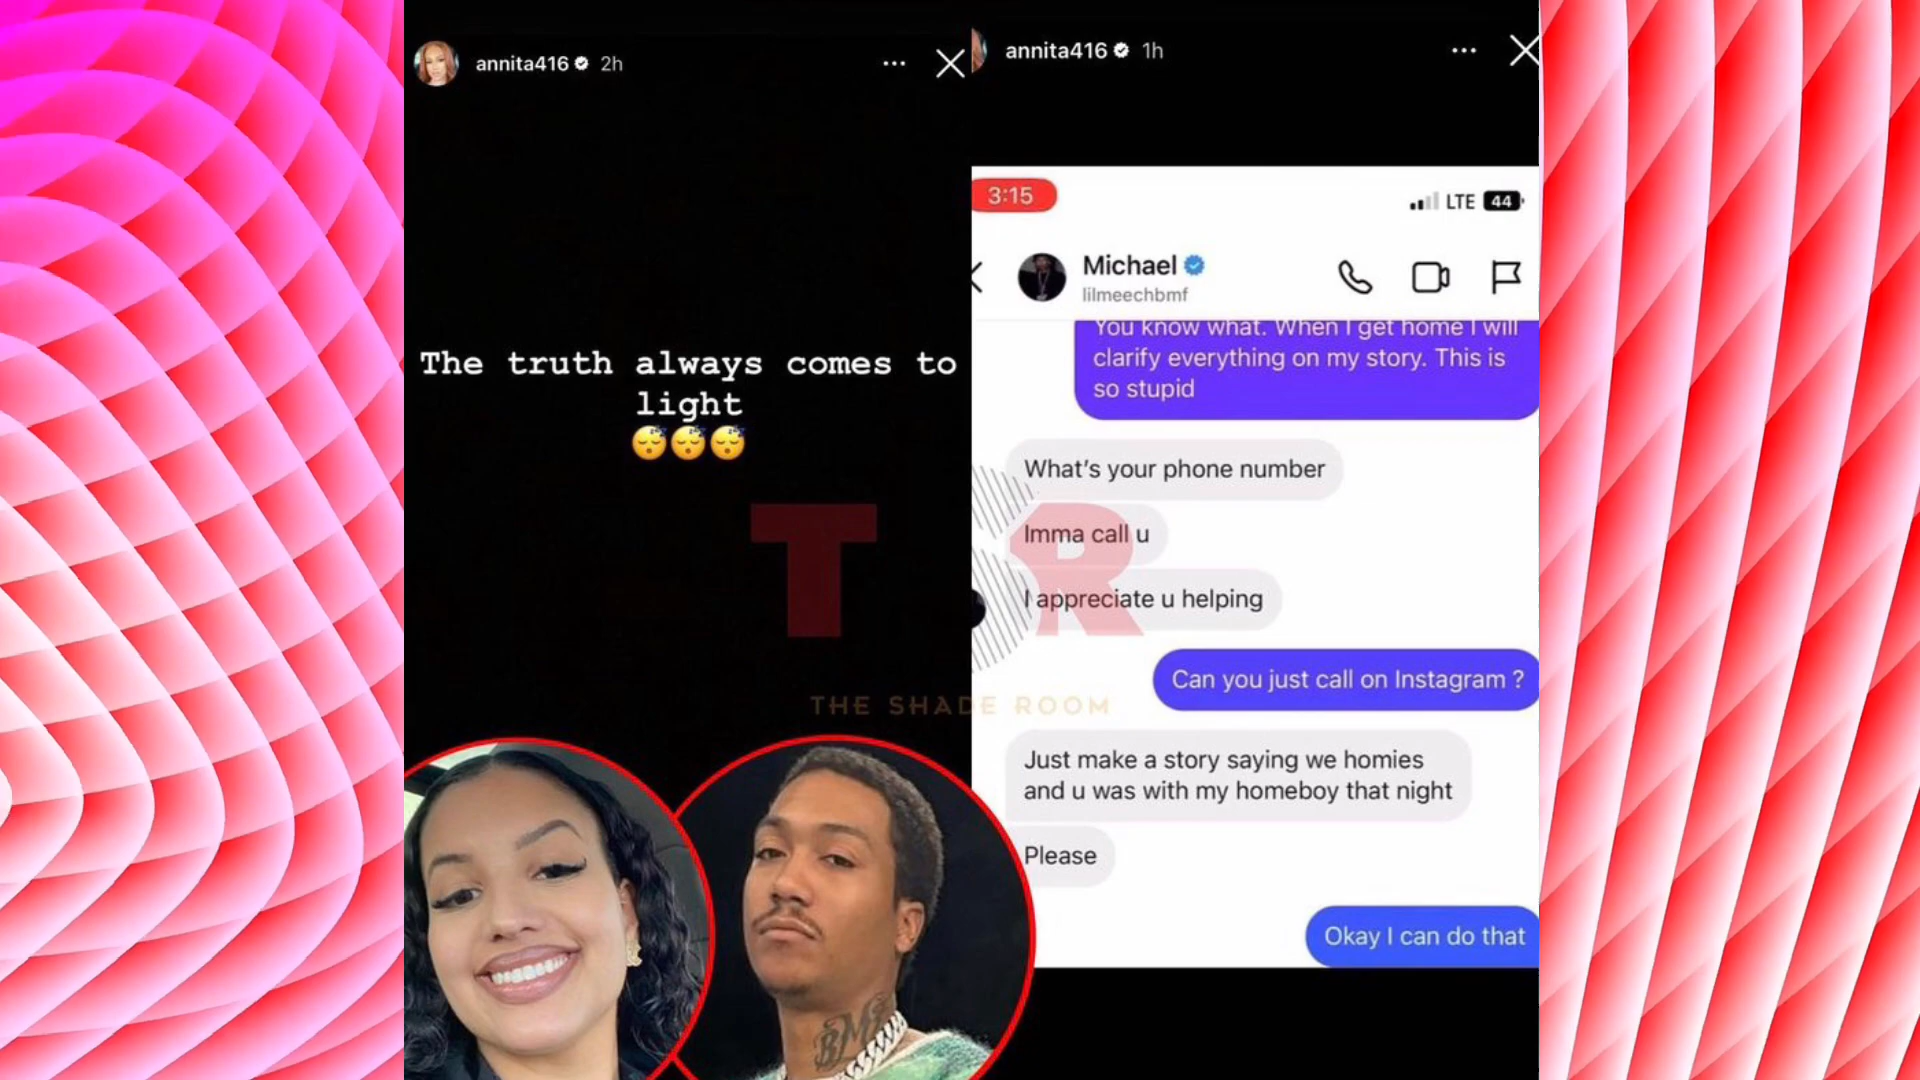 annita416 2h
The truth always comes to
light
annita416 1h
3:15
LTE 44
Michael
lilmeechbmf
You know what. When I get home I will
clarify everything on my story. This is
so stupid
What's your phone number
Imma call u
I appreciate u helping
Can you just call on Instagram ?
Just make a story saying we homies
and u was with my homeboy that night
Please
Okay I can do that
T R
THE SHADE ROOM
BMF